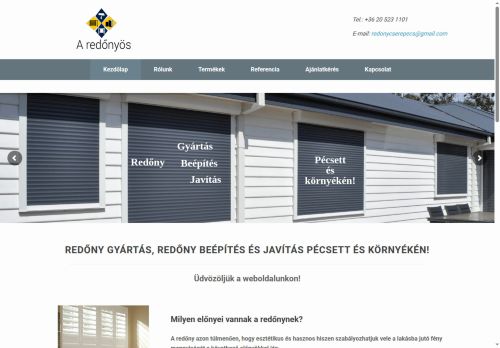 A redőnyös
Tel.: +36 20 523 1101
E-mail: redonycserepecs@gmail.com
Kezdőlap Rólunk Termékek Referencia Ajánlatkérés Kapcsolat
Redőny
Gyártás
Beépítés
Javítás
Pécsett
és
környékén!
REDŐNY GYÁRTÁS, REDŐNY BEÉPÍTÉS ÉS JAVÍTÁS PÉCSETT ÉS KÖRNYÉKÉN!
Üdvözöljük a weboldalunkon!
Milyen előnyei vannak a redőnynek?
A redőny azon túlmenően, hogy esztétikus és hasznos hiszen szabályozhatjuk vele a lakásba jutó fény